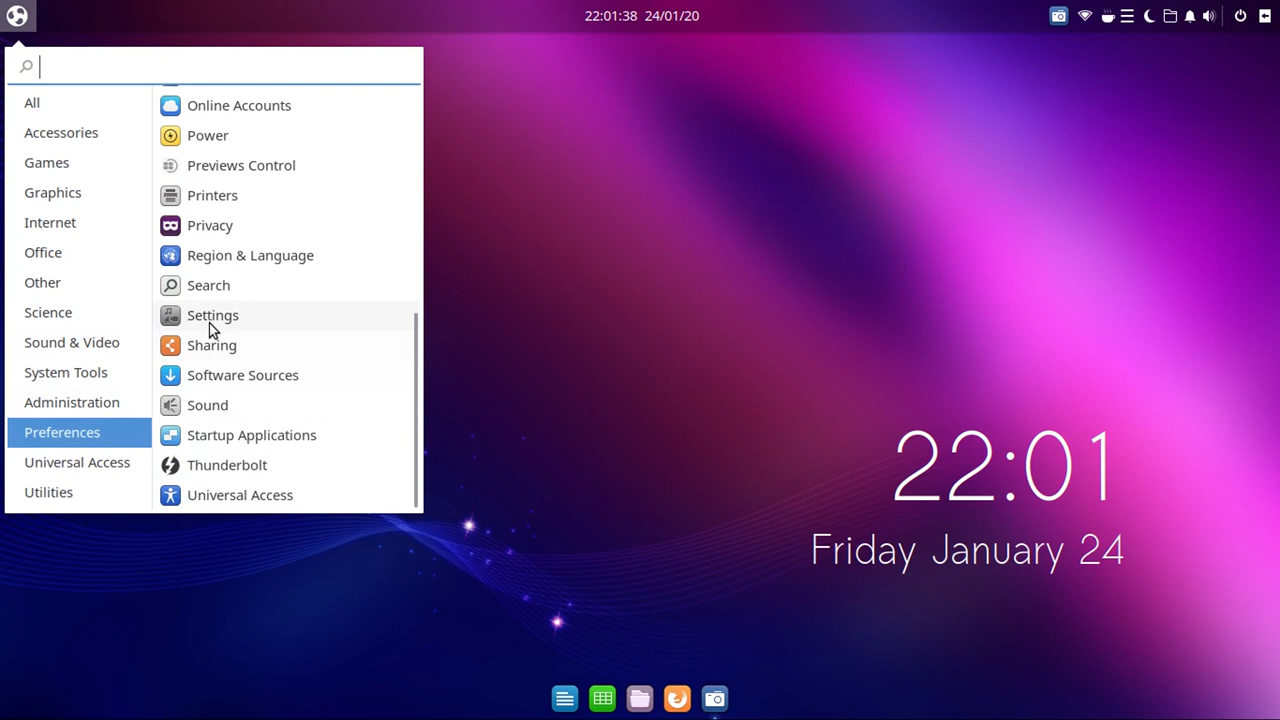 22:01:38 24/01/20
All
Accessories
Games
Graphics
Internet
Office
Other
Science
Sound & Video
System Tools
Administration
Preferences
Universal Access
Utilities
Online Accounts
Power
Previews Control
Printers
Privacy
Region & Language
Search
Settings
Sharing
Software Sources
Sound
Startup Applications
Thunderbolt
Universal Access
22:01
Friday January 24